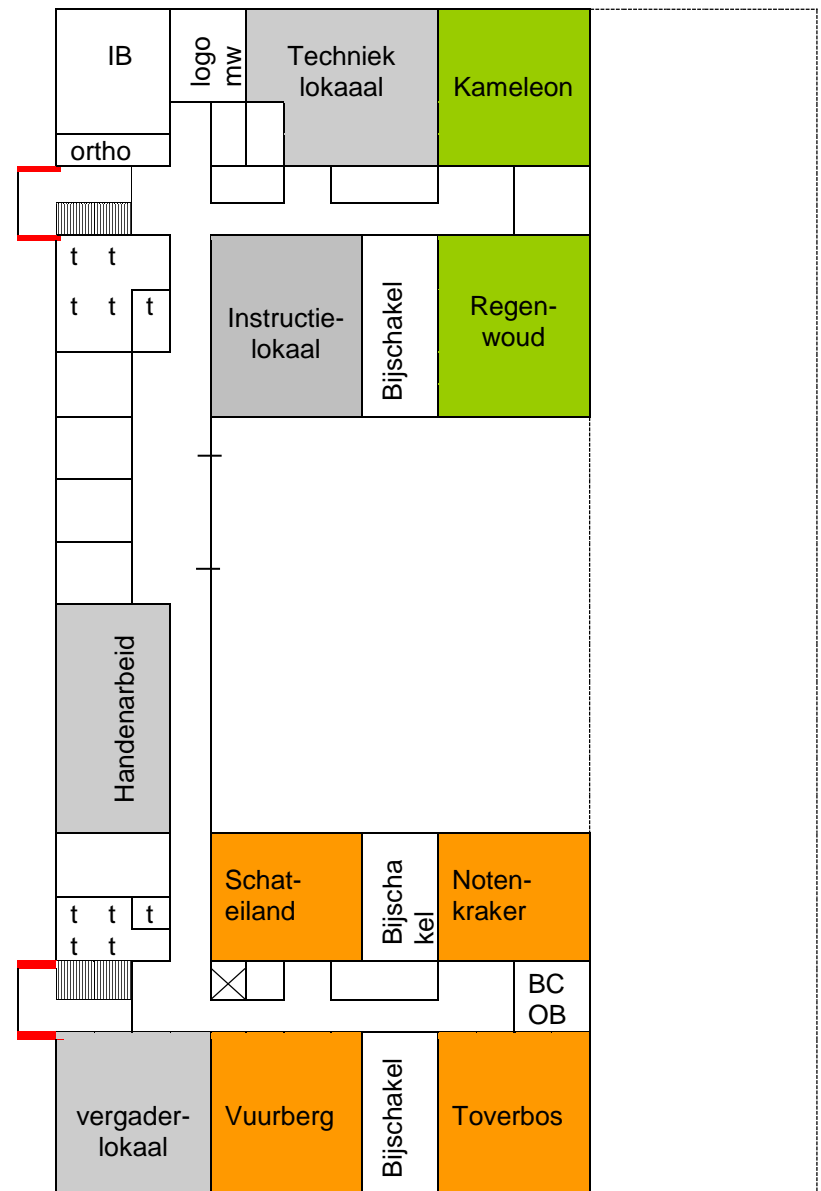 IB
logo
mw
Techniek
lokaaal
Kameleon
ortho
t t
t t t
Instructie-
lokaal
Bijschakel
Regen-
woud
Handenarbeid
Schat-
eiland
Bijscha
kel
Noten-
kraker
t t t
t t
BC
OB
vergader-
lokaal
Vuurberg
Bijschakel
Toverbos